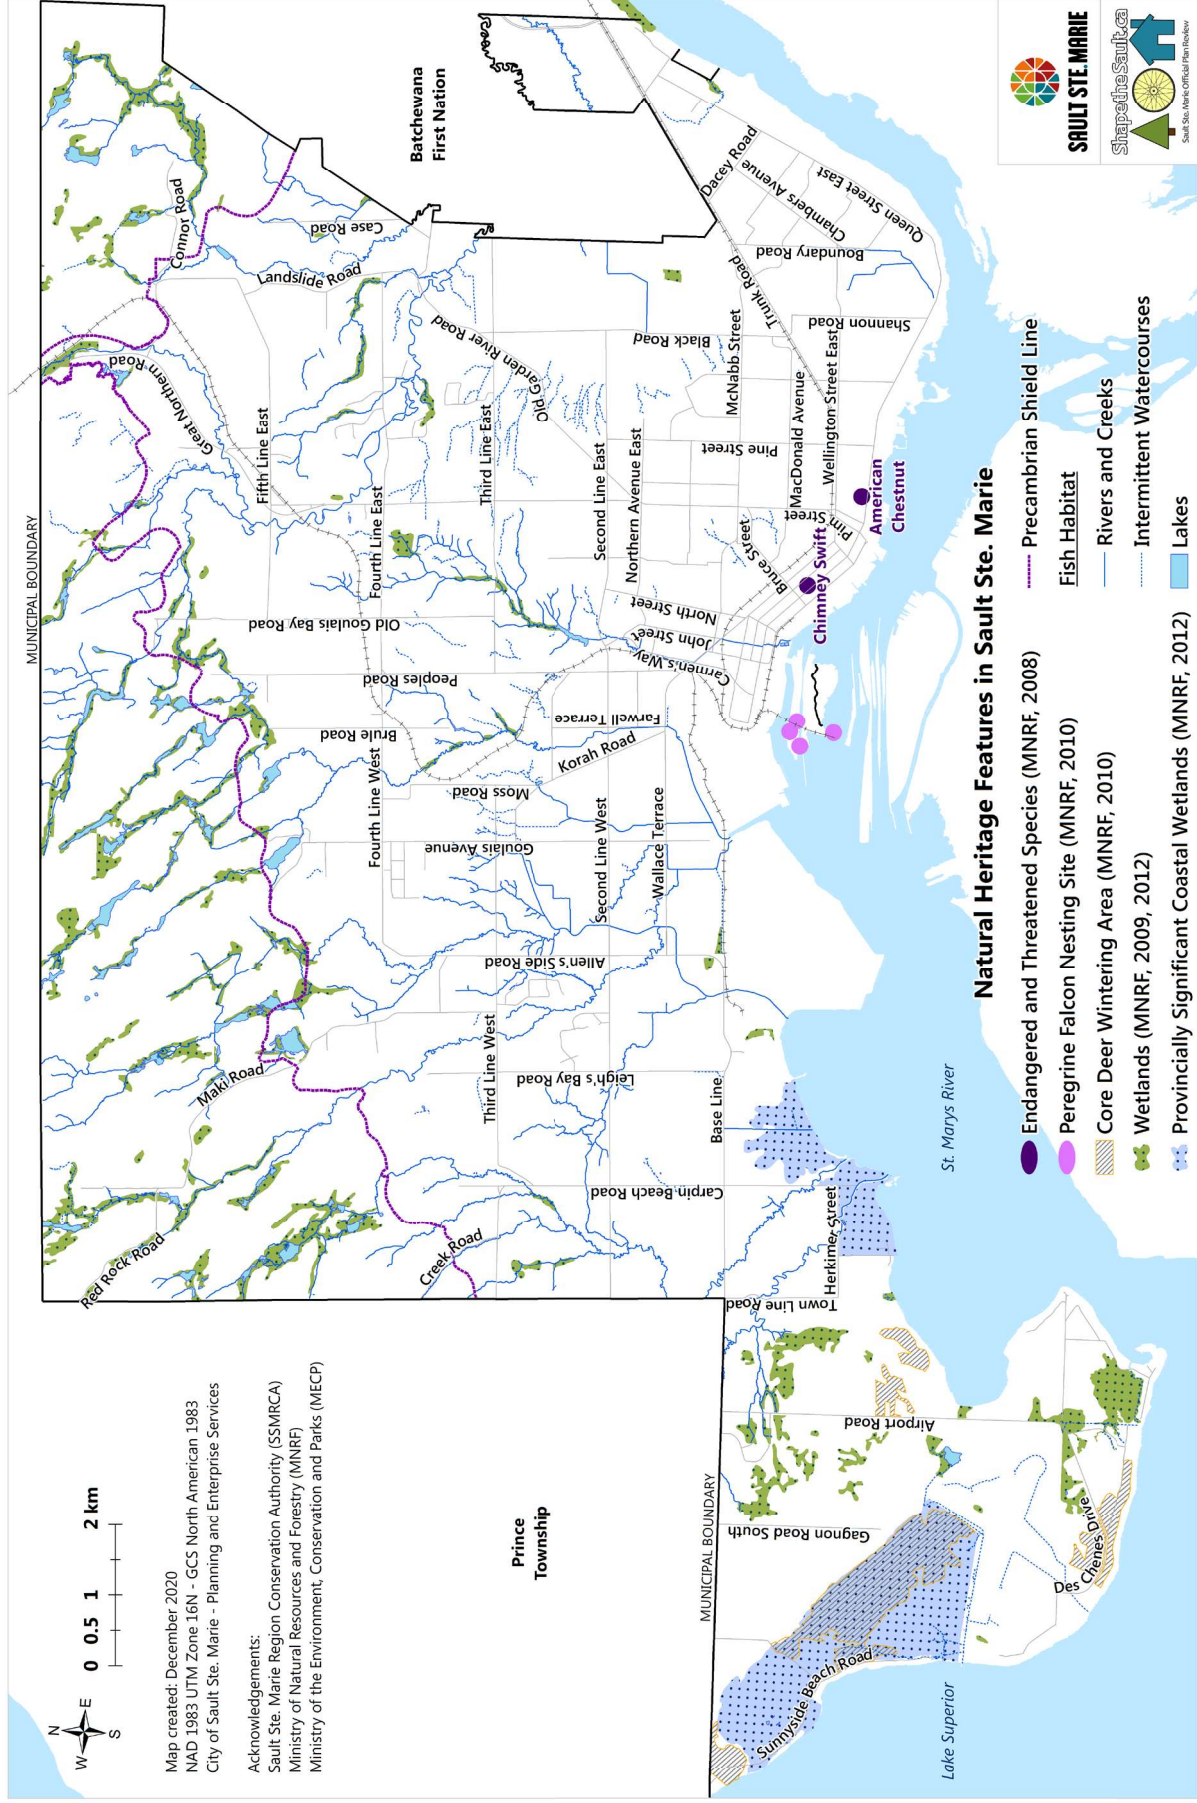 N
W E
S
0 0.5 1 2 km
Map created: December 2020
NAD 1983 UTM Zone 16N - GCS North American 1983
City of Sault Ste. Marie - Planning and Enterprise Services
Acknowledgements:
Sault Ste. Marie Region Conservation Authority (SSMRCA)
Ministry of Natural Resources and Forestry (MNRF)
Ministry of the Environment, Conservation and Parks (MECP)
MUNICIPAL BOUNDARY
Prince
Township
MUNICIPAL BOUNDARY
Batchewana
First Nation
Red Rock Road
Maki Road
Creek Road
Great Northern Road
Connor Road
Case Road
Landslide Road
Fifth Line East
Old Goulais Bay Road
Peoples Road
Brule Road
Fourth Line West
Fourth Line East
Third Line West
Third Line East
Old Garden River Road
Moss Road
Goulais Avenue
Korah Road
Farwell Terrace
Allen's Side Road
Leigh's Bay Road
Carpin Beach Road
Second Line West
Second Line East
Northern Avenue East
Wallace Terrace
Carmen's Way
John Street
North Street
Black Road
McNabb Street
Pine Street
Trunk Road
Boundary Road
Dacey Road
Chambers Avenue
Queen Street East
Shannon Road
MacDonald Avenue
Wellington Street East
Bruce Street
Pim Street
Chimney Swift
American
Chestnut
Base Line
Herkimer Street
Town Line Road
Airport Road
Gagnon Road South
Sunnyside Beach Road
Des Chenes Drive
Lake Superior
St. Marys River
Natural Heritage Features in Sault Ste. Marie
Endangered and Threatened Species (MNRF, 2008)
Peregrine Falcon Nesting Site (MNRF, 2010)
Core Deer Wintering Area (MNRF, 2010)
Wetlands (MNRF, 2009, 2012)
Provincially Significant Coastal Wetlands (MNRF, 2012)
Precambrian Shield Line
Fish Habitat
Rivers and Creeks
Intermittent Watercourses
Lakes
SAULT STE. MARIE
ShapetheSault.ca
Sault Ste. Marie Official Plan Review